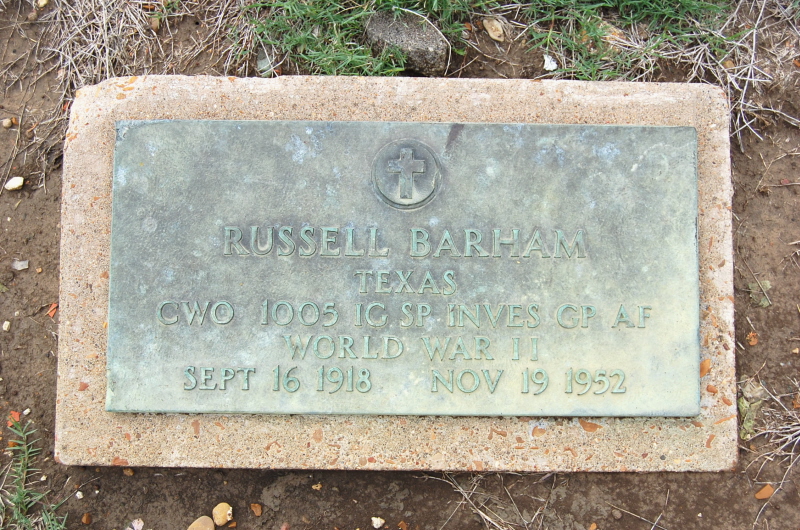 RUSSELL BARHAM
TEXAS
CWO 1005 IG SP INVES GP AF
WORLD WAR II
SEPT 16 1918 NOV 19 1952